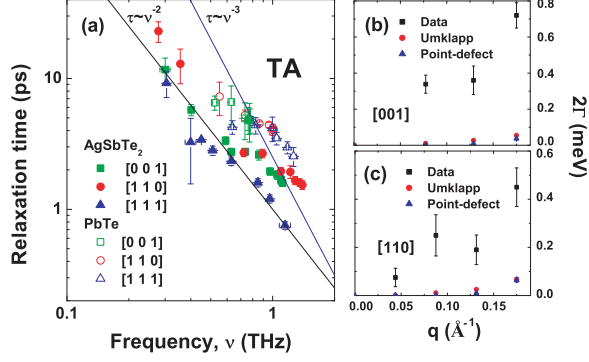 (a)
τ~ν-2
τ~ν-3
TA
Relaxation time (ps)
10
1
AgSbTe2
[0 0 1]
[1 1 0]
[1 1 1]
PbTe
[0 0 1]
[1 1 0]
[1 1 1]
0.1
1
Frequency, ν (THz)
(b)
Data
Umklapp
Point-defect
[001]
0.8
0.6
0.4
0.2
0.0
2Γ (meV)
(c)
Data
Umklapp
Point-defect
[110]
0.6
0.4
0.2
0.0
0.00
0.05
0.10
0.15
q (Å-1)